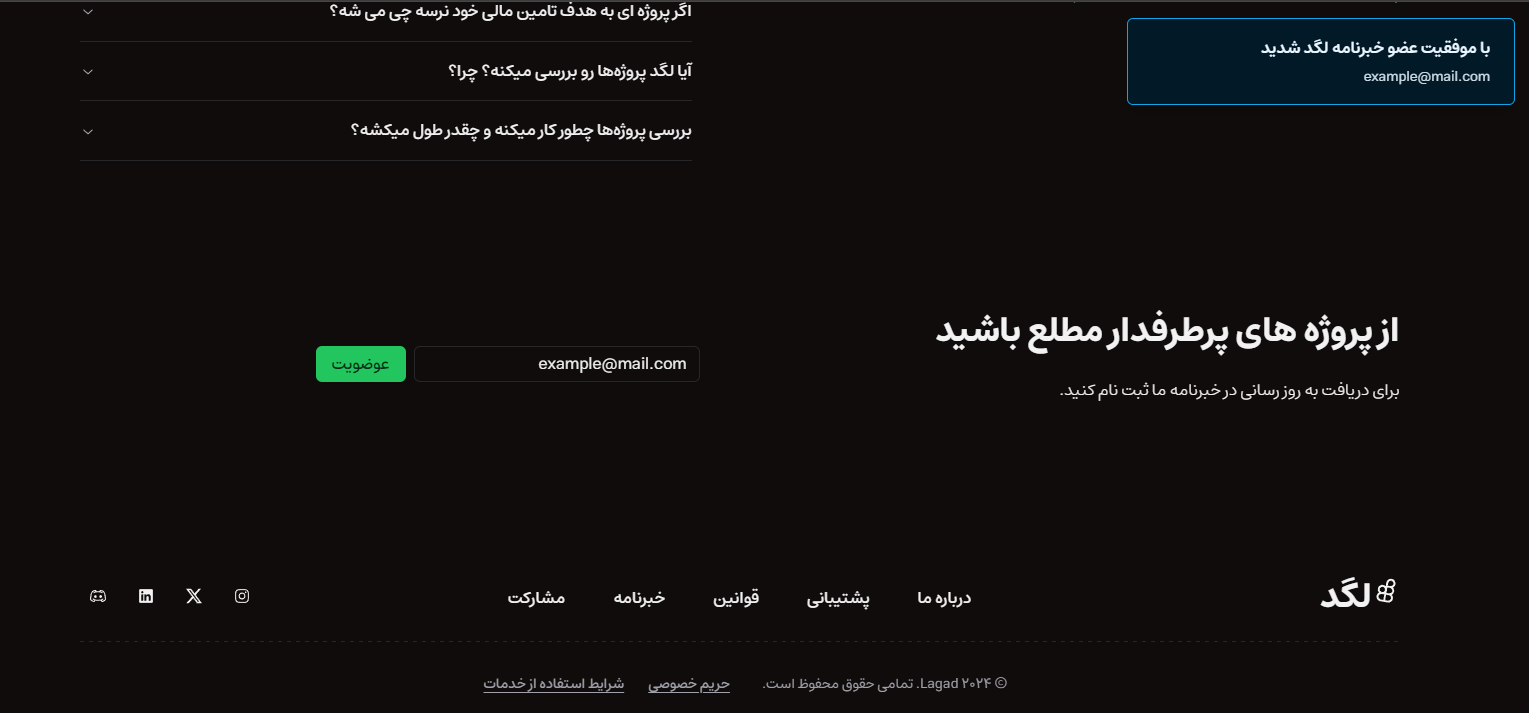 اگر پروژه ای به هدف تامین مالی خود نرسه چی می شه؟
آیا لگد پروژه‌ها رو بررسی میکنه؟ چرا؟
بررسی پروژه‌ها چطور کار میکنه و چقدر طول میکشه؟
با موفقیت عضو خبرنامه لگد شدید
example@mail.com
از پروژه های پرطرفدار مطلع باشید
برای دریافت به روز رسانی در خبرنامه ما ثبت نام کنید.
example@mail.com
عوضویت
لگد
درباره ما
پشتیبانی
قوانین
خبرنامه
مشارکت
© ۲۰۲۴ Lagad. تمامی حقوق محفوظ است.
حریم خصوصی
شرایط استفاده از خدمات